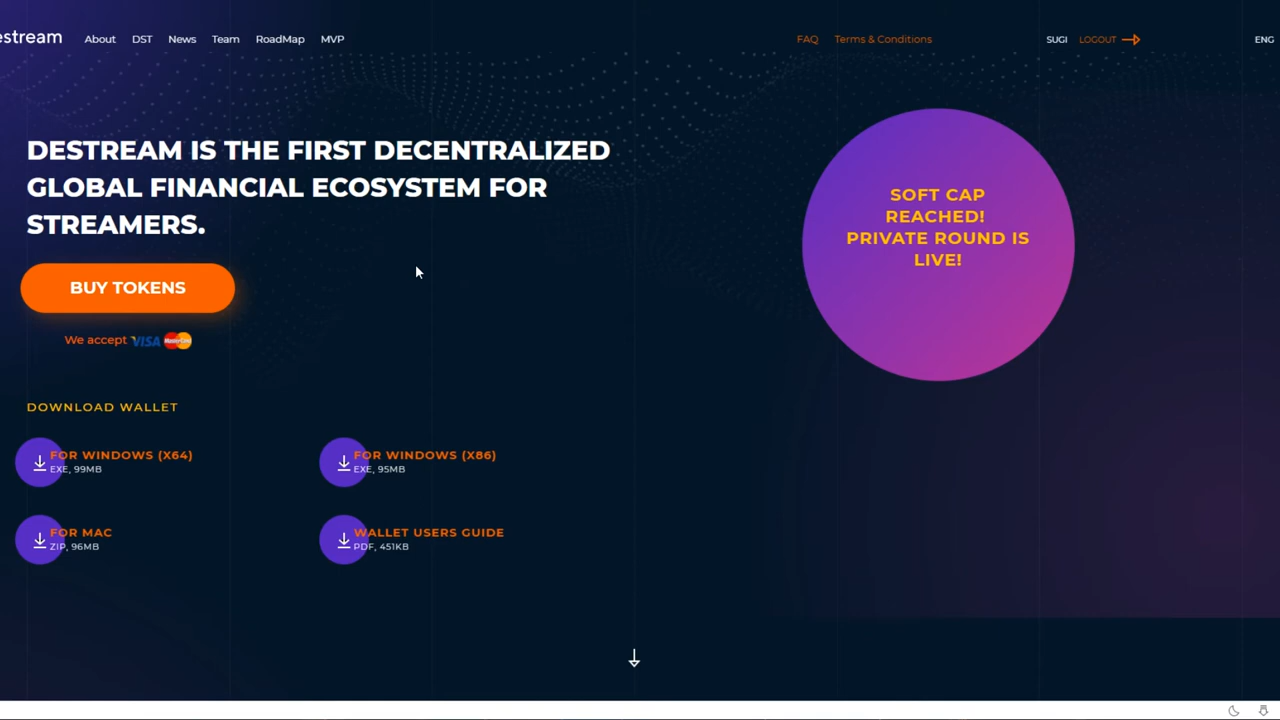 estream
About DST News Team RoadMap MVP
FAQ Terms & Conditions
SUGI LOGOUT
ENG
DESTREAM IS THE FIRST DECENTRALIZED
GLOBAL FINANCIAL ECOSYSTEM FOR
STREAMERS.
BUY TOKENS
We accept VISA MasterCard
SOFT CAP
REACHED!
PRIVATE ROUND IS
LIVE!
DOWNLOAD WALLET
FOR WINDOWS (X64)
EXE, 99MB
FOR WINDOWS (X86)
EXE, 95MB
FOR MAC
ZIP, 96MB
WALLET USERS GUIDE
PDF, 451KB